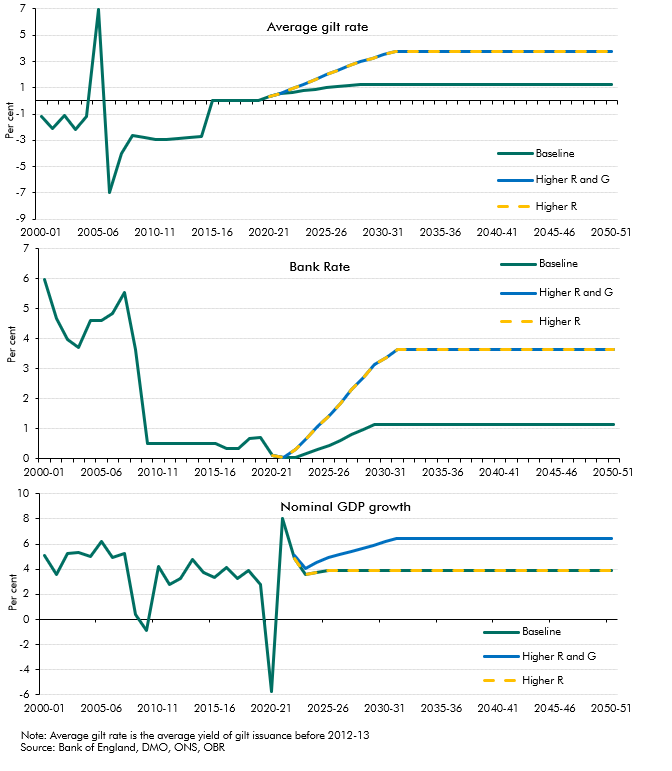 Average gilt rate
7
5
3
1
-1
-3
-5
-7
-9
Per cent
Baseline
Higher R and G
Higher R
2000-01 2005-06 2010-11 2015-16 2020-21 2025-26 2030-31 2035-36 2040-41 2045-46 2050-51
Bank Rate
7
6
5
4
3
2
1
0
Per cent
Baseline
Higher R and G
Higher R
2000-01 2005-06 2010-11 2015-16 2020-21 2025-26 2030-31 2035-36 2040-41 2045-46 2050-51
Nominal GDP growth
10
8
6
4
2
0
-2
-4
-6
Per cent
Baseline
Higher R and G
Higher R
2000-01 2005-06 2010-11 2015-16 2020-21 2025-26 2030-31 2035-36 2040-41 2045-46 2050-51
Note: Average gilt rate is the average yield of gilt issuance before 2012-13
Source: Bank of England, DMO, ONS, OBR